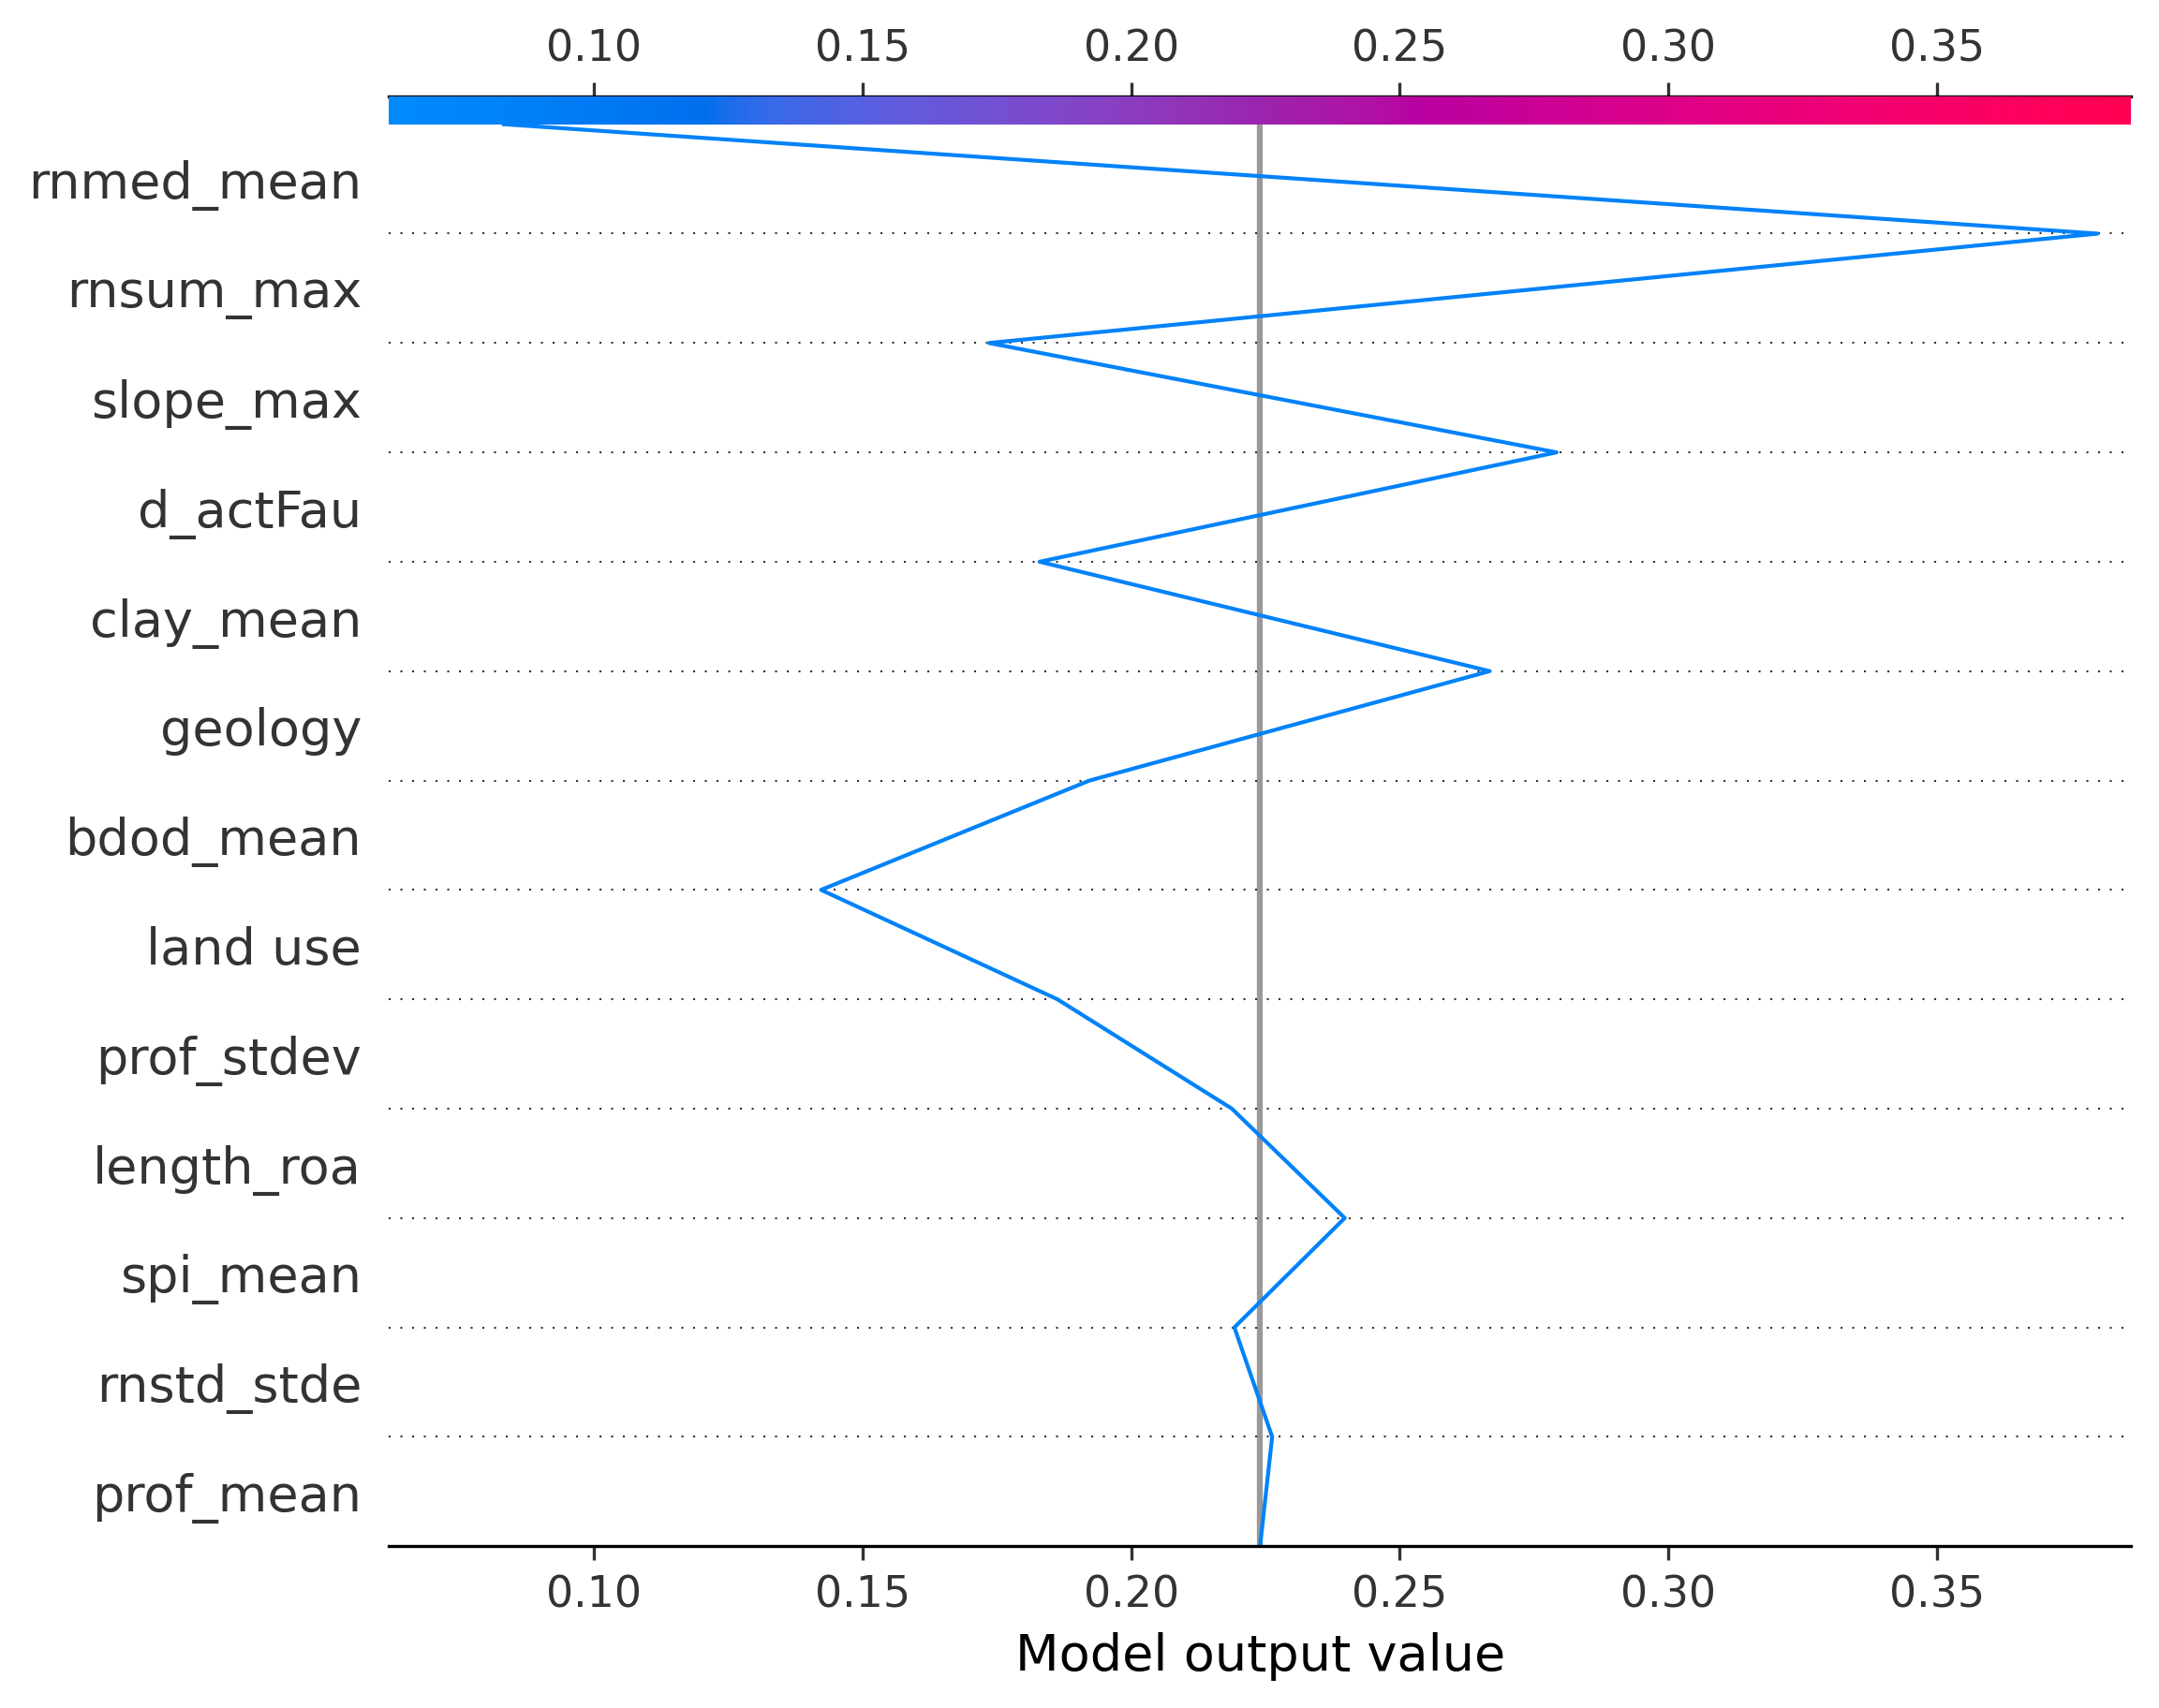 0.10 0.15 0.20 0.25 0.30 0.35
rnmed_mean
rnsum_max
slope_max
d_actFau
clay_mean
geology
bdod_mean
land use
prof_stdev
length_roa
spi_mean
rnstd_stde
prof_mean
0.10 0.15 0.20 0.25 0.30 0.35
Model output value